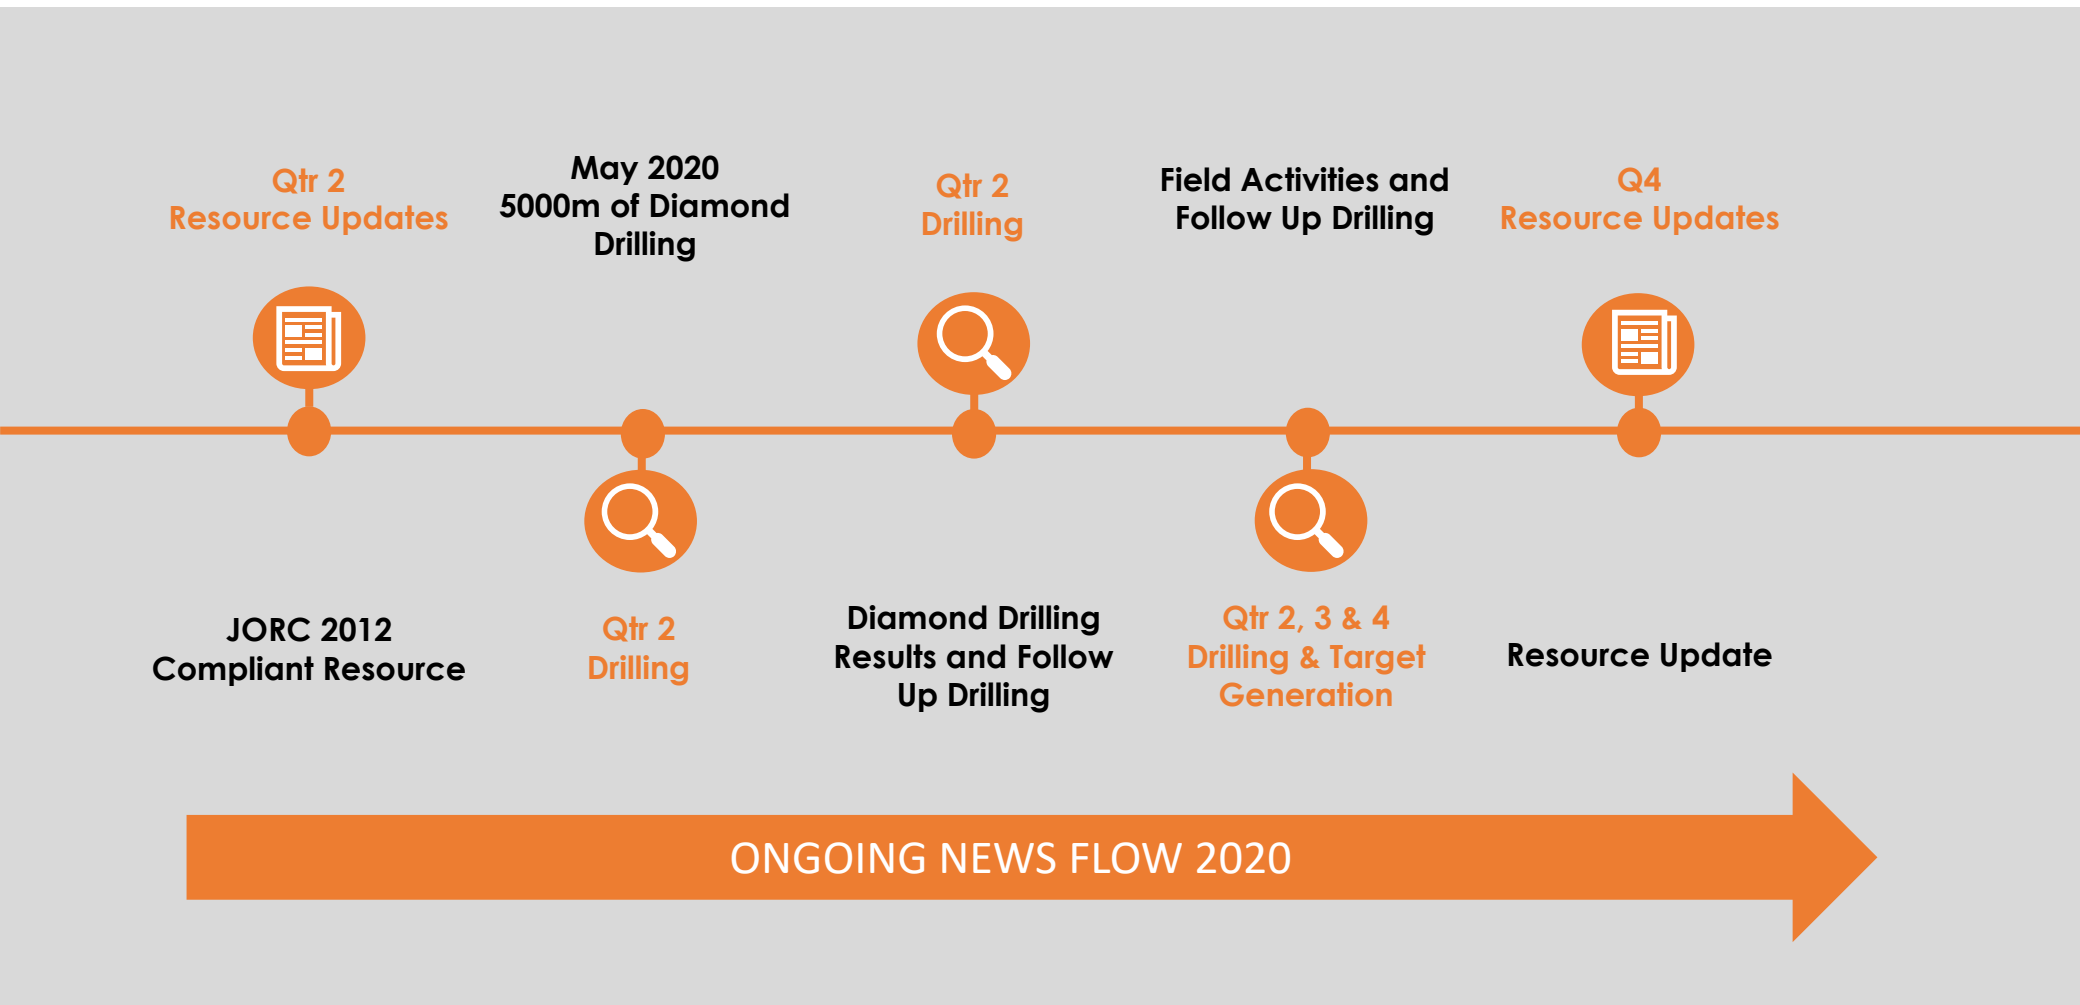 Qtr 2
Resource Updates
May 2020
5000m of Diamond
Drilling
Qtr 2
Drilling
Field Activities and
Follow Up Drilling
Q4
Resource Updates
JORC 2012
Compliant Resource
Qtr 2
Drilling
Diamond Drilling
Results and Follow
Up Drilling
Qtr 2, 3 & 4
Drilling & Target
Generation
Resource Update
ONGOING NEWS FLOW 2020